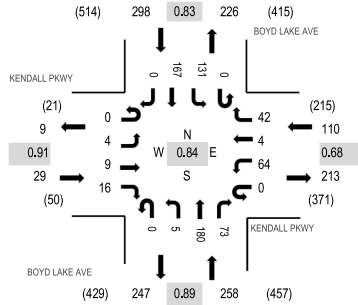 (514) 298 0.83 226 (415)
BOYD LAKE AVE
KENDALL PKWY
0 167 131 0
(21) 0 42 (215)
9 4 N 4 110
0.91 9 W 0.84 E 64 0.68
29 16 S 0 213
(50) (371)
0 5 180 73
KENDALL PKWY
BOYD LAKE AVE
(429) 247 0.89 258 (457)